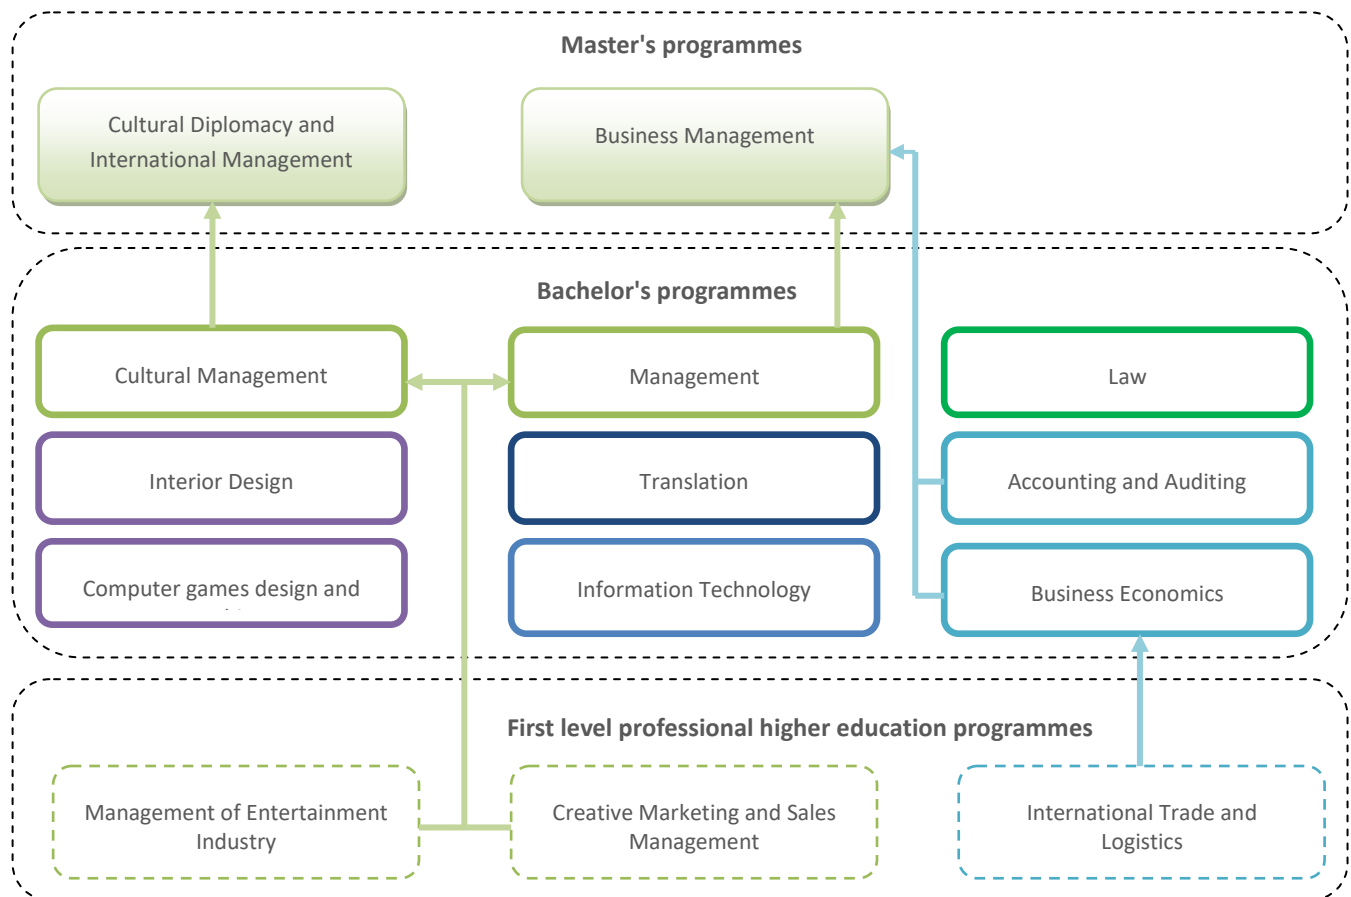 Master's programmes
Cultural Diplomacy and
International Management
Business Management
Bachelor's programmes
Cultural Management
Management
Law
Interior Design
Translation
Accounting and Auditing
Computer games design and
Information Technology
Business Economics
First level professional higher education programmes
Management of Entertainment
Industry
Creative Marketing and Sales
Management
International Trade and
Logistics